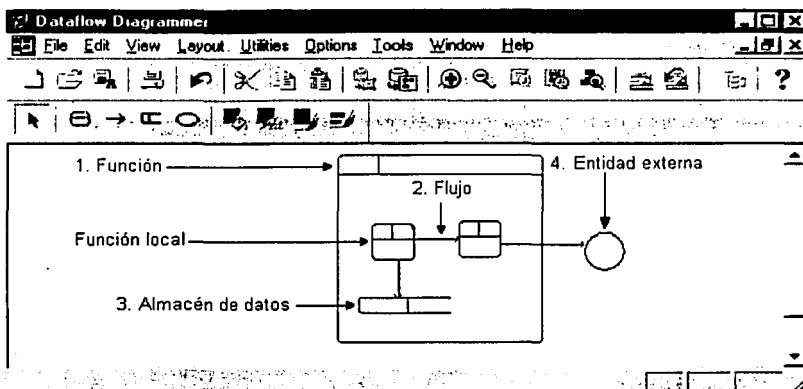 Dataflow Diagrammer
File Edit View Layout Utilities Options Tools Window Help
1. Función
4. Entidad externa
2. Flujo
Función local
3. Almacén de datos